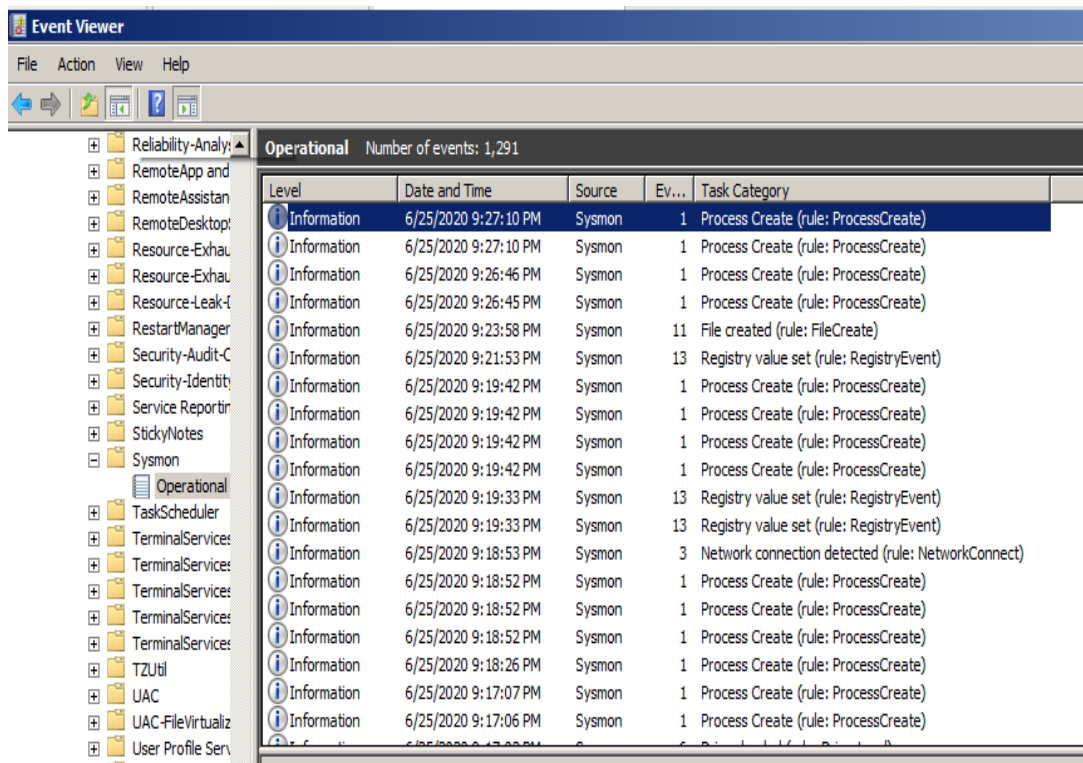 Event Viewer
File Action View Help
Reliability-Analy:
RemoteApp and
RemoteAssistan
RemoteDesktop:
Resource-Exhau
Resource-Exhau
Resource-Leak-D
RestartManager
Security-Audit-C
Security-Identity
Service Reportin
StickyNotes
Sysmon
Operational
TaskScheduler
TerminalServices
TerminalServices
TerminalServices
TerminalServices
TerminalServices
TZUtil
UAC
UAC-FileVirtualiz
User Profile Serv
Operational Number of events: 1,291
Level Date and Time Source Ev... Task Category
Information 6/25/2020 9:27:10 PM Sysmon 1 Process Create (rule: ProcessCreate)
Information 6/25/2020 9:27:10 PM Sysmon 1 Process Create (rule: ProcessCreate)
Information 6/25/2020 9:26:46 PM Sysmon 1 Process Create (rule: ProcessCreate)
Information 6/25/2020 9:26:45 PM Sysmon 1 Process Create (rule: ProcessCreate)
Information 6/25/2020 9:23:58 PM Sysmon 11 File created (rule: FileCreate)
Information 6/25/2020 9:21:53 PM Sysmon 13 Registry value set (rule: RegistryEvent)
Information 6/25/2020 9:19:42 PM Sysmon 1 Process Create (rule: ProcessCreate)
Information 6/25/2020 9:19:42 PM Sysmon 1 Process Create (rule: ProcessCreate)
Information 6/25/2020 9:19:42 PM Sysmon 1 Process Create (rule: ProcessCreate)
Information 6/25/2020 9:19:42 PM Sysmon 1 Process Create (rule: ProcessCreate)
Information 6/25/2020 9:19:33 PM Sysmon 13 Registry value set (rule: RegistryEvent)
Information 6/25/2020 9:19:33 PM Sysmon 13 Registry value set (rule: RegistryEvent)
Information 6/25/2020 9:18:53 PM Sysmon 3 Network connection detected (rule: NetworkConnect)
Information 6/25/2020 9:18:52 PM Sysmon 1 Process Create (rule: ProcessCreate)
Information 6/25/2020 9:18:52 PM Sysmon 1 Process Create (rule: ProcessCreate)
Information 6/25/2020 9:18:52 PM Sysmon 1 Process Create (rule: ProcessCreate)
Information 6/25/2020 9:18:26 PM Sysmon 1 Process Create (rule: ProcessCreate)
Information 6/25/2020 9:17:07 PM Sysmon 1 Process Create (rule: ProcessCreate)
Information 6/25/2020 9:17:06 PM Sysmon 1 Process Create (rule: ProcessCreate)